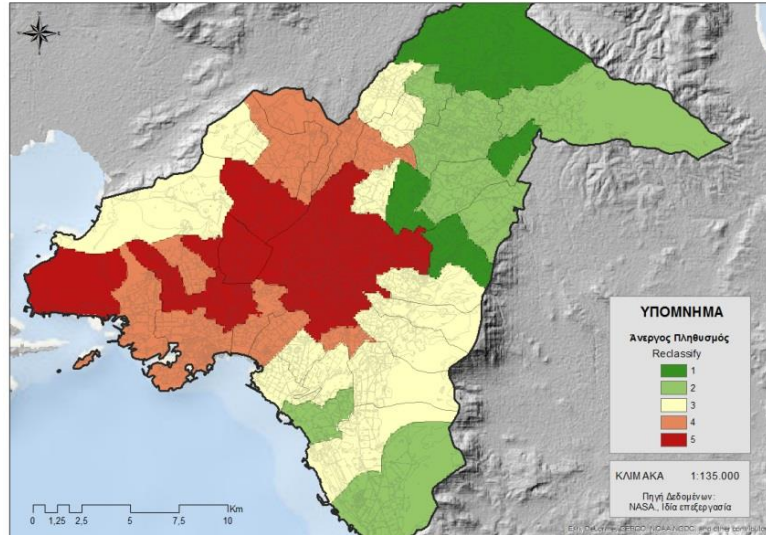 ΥΠΟΜΝΗΜΑ
Άνεργος Πληθυσμός
Reclassify
1
2
3
4
5
ΚΛΙΜΑΚΑ 1:135.000
Πηγή Δεδομένων:
NASA., Ιδία επεξεργασία
Km
0 1,25 2,5 5 7,5 10